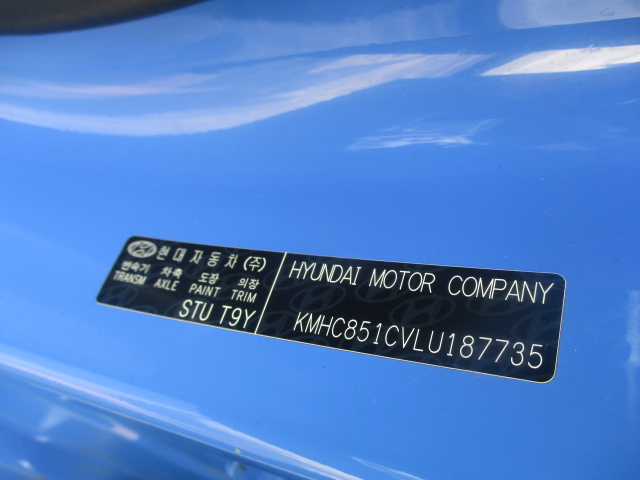 현대자동차(주)
변속기 차축 도장 의장
TRANSM AXLE PAINT TRIM
STU T9Y
HYUNDAI MOTOR COMPANY
KMHC851CVLU187735